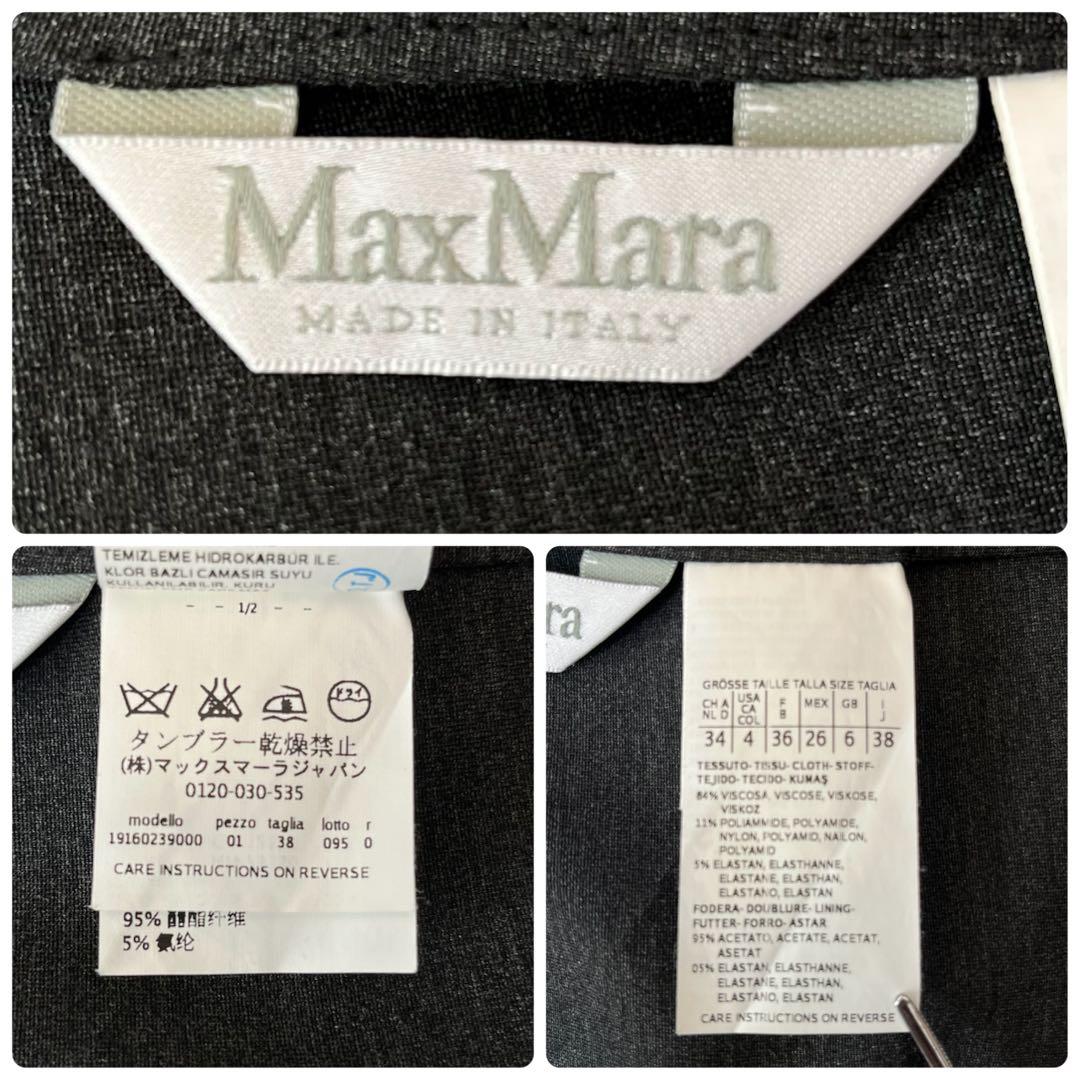 MaxMara
MADE IN ITALY
TEMIZLEME HIDROKARBÜR ILE.
KLOR BAZLI CAMASIR SUYU
KULLANILABILIR. KURU
- - 1/2 - -
ドライ
タンブラー乾燥禁止
(株)マックスマーラジャパン
0120-030-535
modello pezzo taglia lotto r
19160239000 01 38 095 0
CARE INSTRUCTIONS ON REVERSE
95% 醋酯纤维
5% 氨纶
ra
GRÖSSE TAILLE TALLA SIZE TAGLIA
CH A NL D USA CA COL F B MEX GB I J
34 4 36 26 6 38
TESSUTO-TISSU-CLOTH-STOFF-
TEJIDO-TECIDO-KUMAŞ
84% VISCOSA, VISCOSE, VISKOSE,
VISKOZ
11% POLIAMMIDE, POLYAMIDE,
NYLON, POLYAMID, NAILON,
POLYAMID
5% ELASTAN, ELASTHANNE,
ELASTANE, ELASTHAN,
ELASTANO, ELASTAN
FODERA-DOUBLURE-LINING-
FUTTER-FORRO-ASTAR
95% ACETATO, ACETATE, ACETAT,
ASETAT
05% ELASTAN, ELASTHANNE,
ELASTANE, ELASTHAN,
ELASTANO, ELASTAN
CARE INSTRUCTIONS ON REVERSE